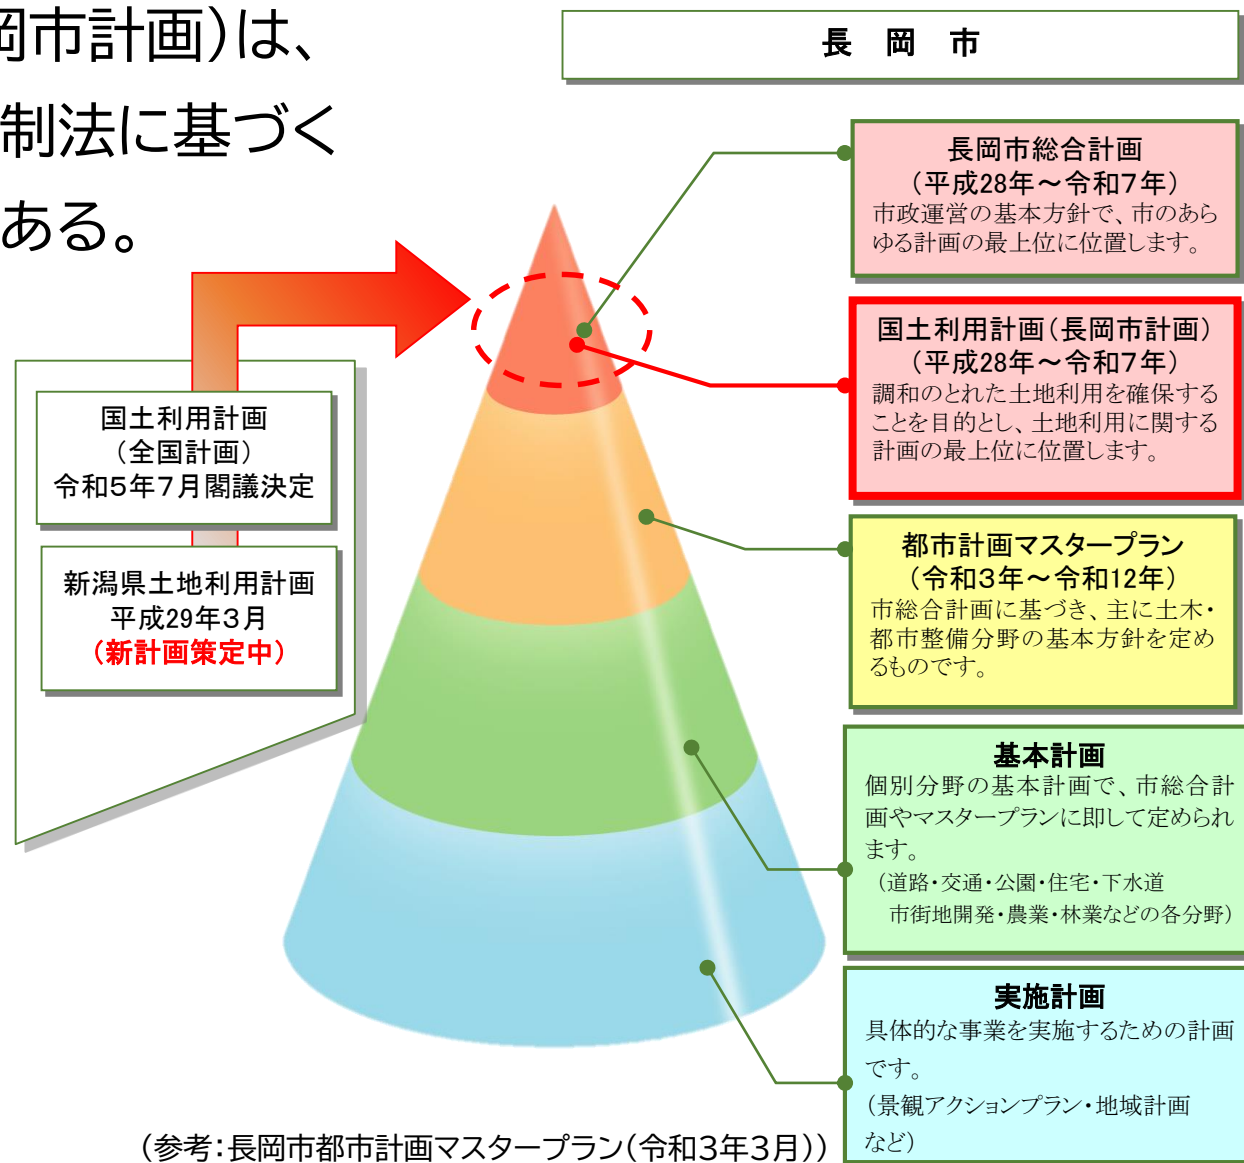 岡市計画)は、
制法に基づく
ある。
長 岡 市
長岡市総合計画
(平成28年~令和7年)
市政運営の基本方針で、市のあら
ゆる計画の最上位に位置します。
国土利用計画(長岡市計画)
(平成28年~令和7年)
調和のとれた土地利用を確保する
ことを目的とし、土地利用に関する
計画の最上位に位置します。
国土利用計画
(全国計画)
令和5年7月閣議決定
新潟県土地利用計画
平成29年3月
(新計画策定中)
都市計画マスタープラン
(令和3年~令和12年)
市総合計画に基づき、主に土木・
都市整備分野の基本方針を定め
るものです。
基本計画
個別分野の基本計画で、市総合計
画やマスタープランに即して定められ
ます。
(道路・交通・公園・住宅・下水道
市街地開発・農業・林業などの各分野)
実施計画
具体的な事業を実施するための計画
です。
(景観アクションプラン・地域計画
など)
(参考:長岡市都市計画マスタープラン(令和3年3月))